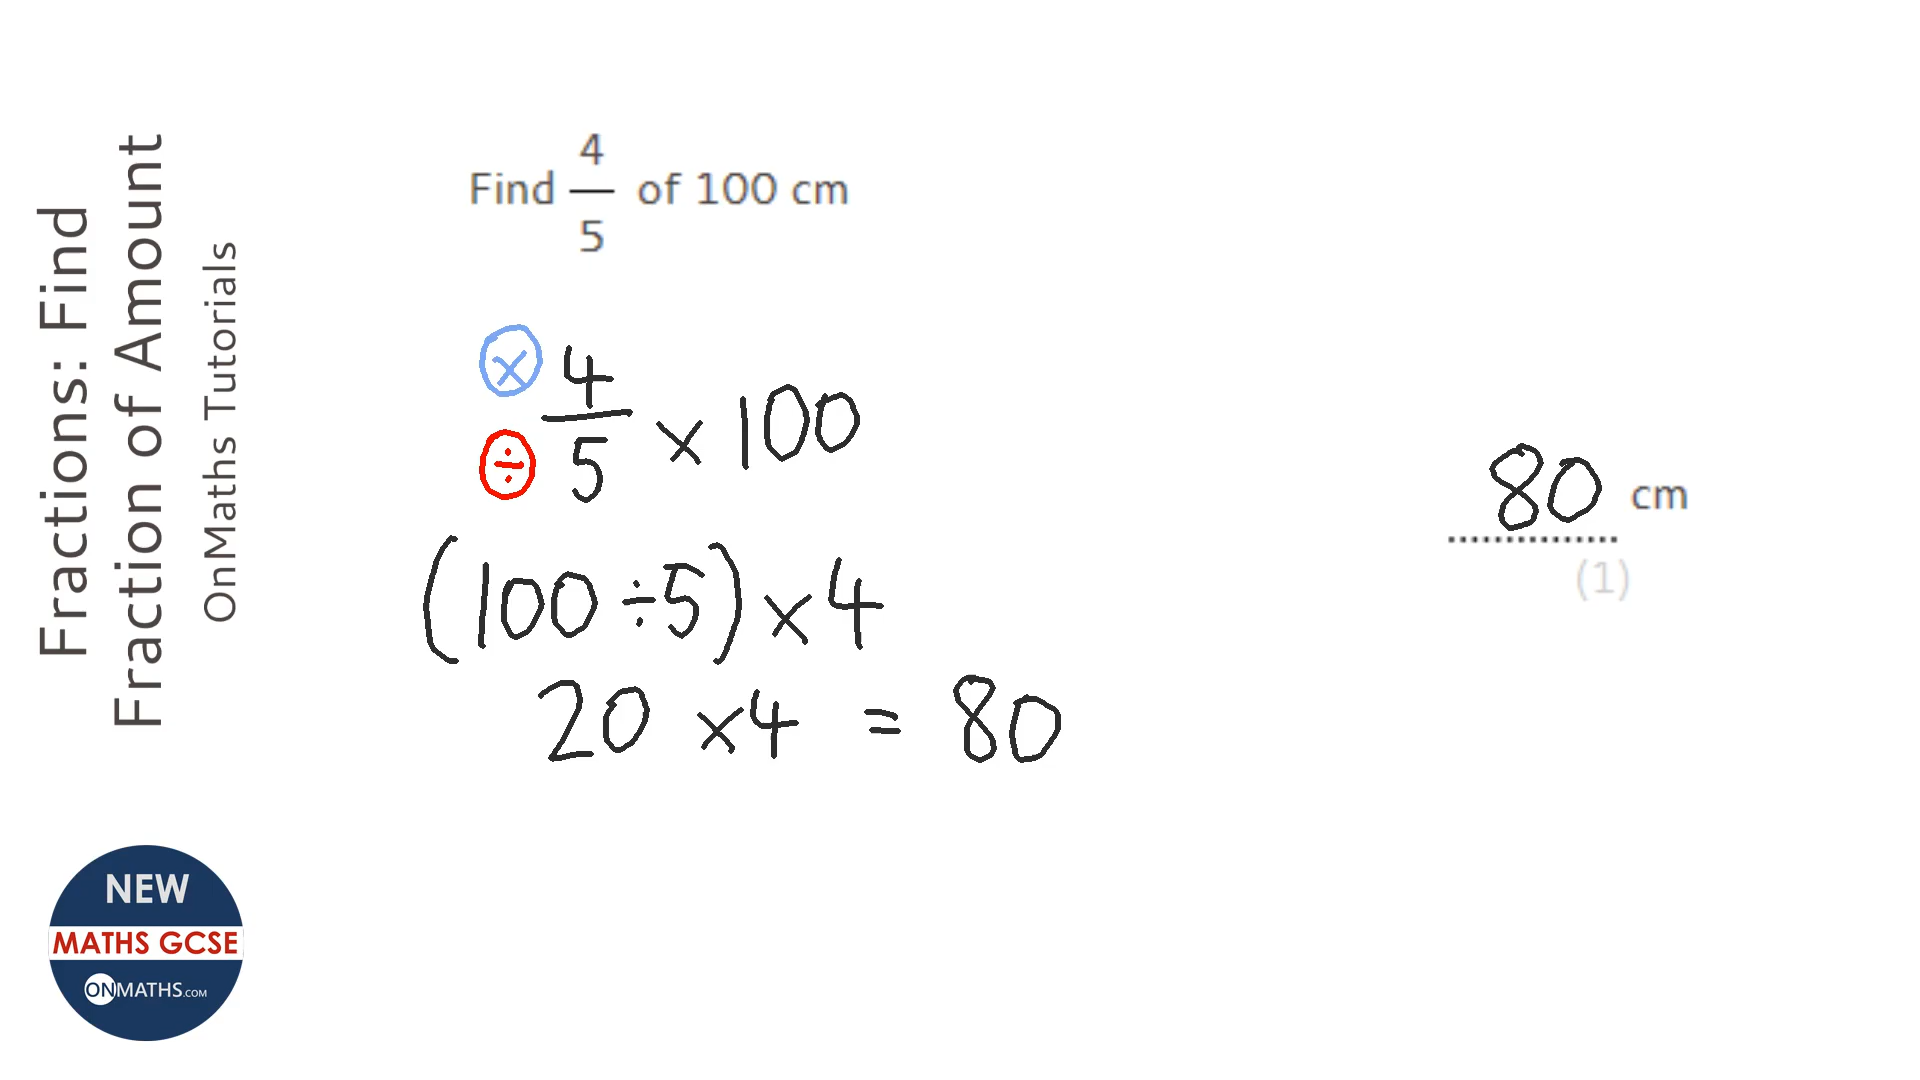 Fractions: Find
Fraction of Amount
OnMaths Tutorials
Find 4/5 of 100 cm
× 4/5 × 100
÷
(100 ÷ 5) × 4
20 × 4 = 80
80 cm
(1)
NEW
MATHS GCSE
ONMATHS.COM